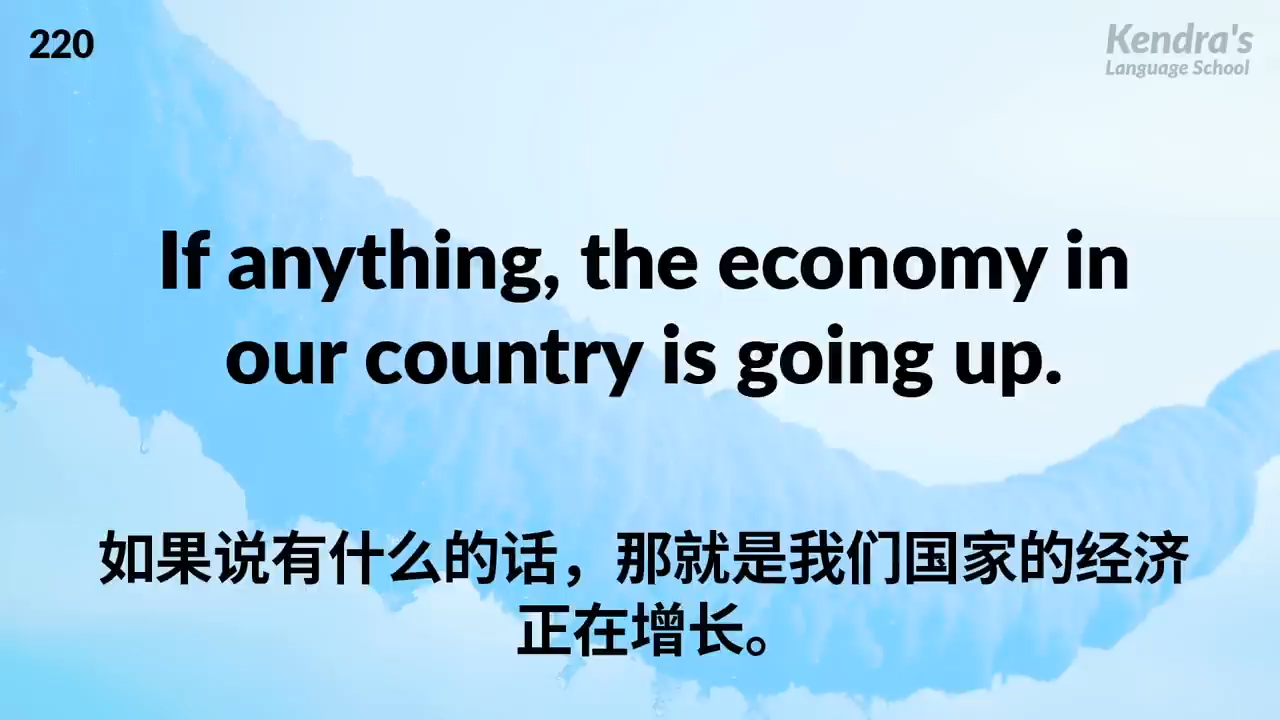 220
Kendra's
Language School
If anything, the economy in
our country is going up.
如果说有什么的话，那就是我们国家的经济
正在增长。